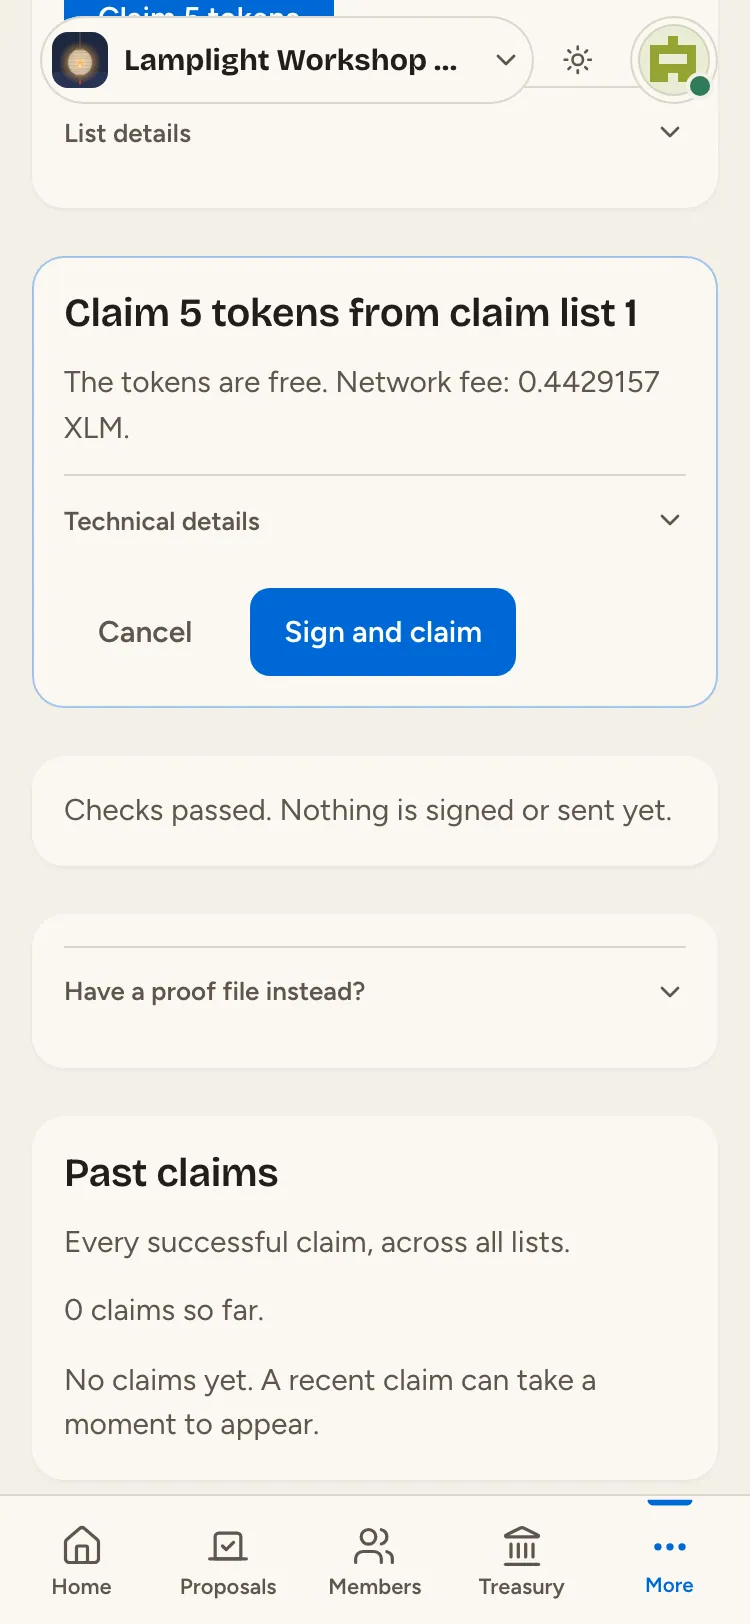 Claim 5 tokens
Lamplight Workshop ...
List details
Claim 5 tokens from claim list 1
The tokens are free. Network fee: 0.4429157
XLM.
Technical details
Cancel
Sign and claim
Checks passed. Nothing is signed or sent yet.
Have a proof file instead?
Past claims
Every successful claim, across all lists.
0 claims so far.
No claims yet. A recent claim can take a
moment to appear.
Home
Proposals
Members
Treasury
More